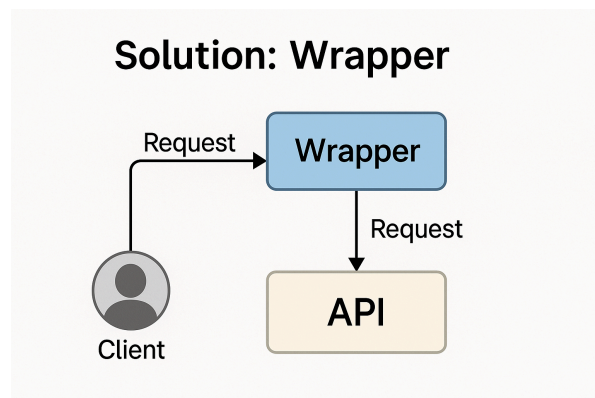 Solution: Wrapper
Request
Wrapper
Request
API
Client